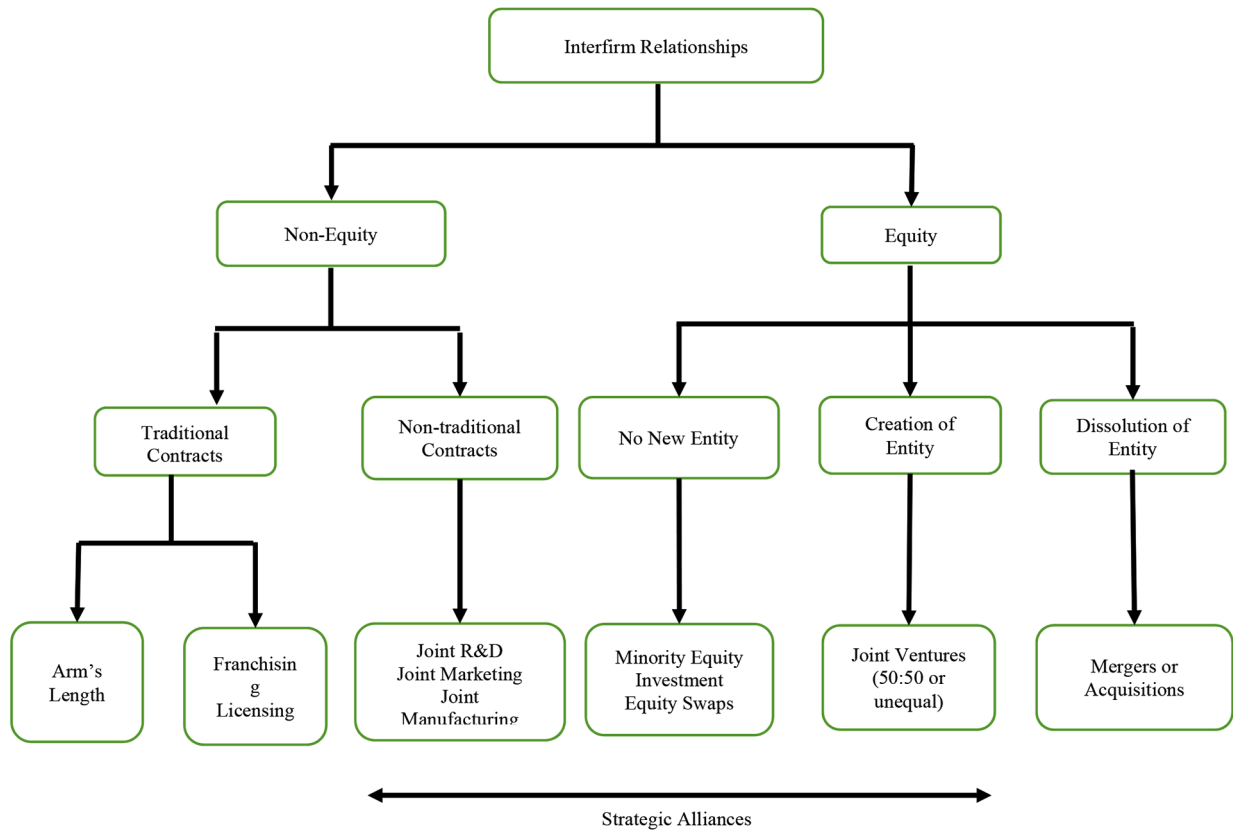 Interfirm Relationships
Non-Equity
Equity
Traditional
Contracts
Non-traditional
Contracts
No New Entity
Creation of
Entity
Dissolution of
Entity
Arm's
Length
Franchisin
g
Licensing
Joint R&D
Joint Marketing
Joint
Manufacturing
Minority Equity
Investment
Equity Swaps
Joint Ventures
(50:50 or
unequal)
Mergers or
Acquisitions
Strategic Alliances